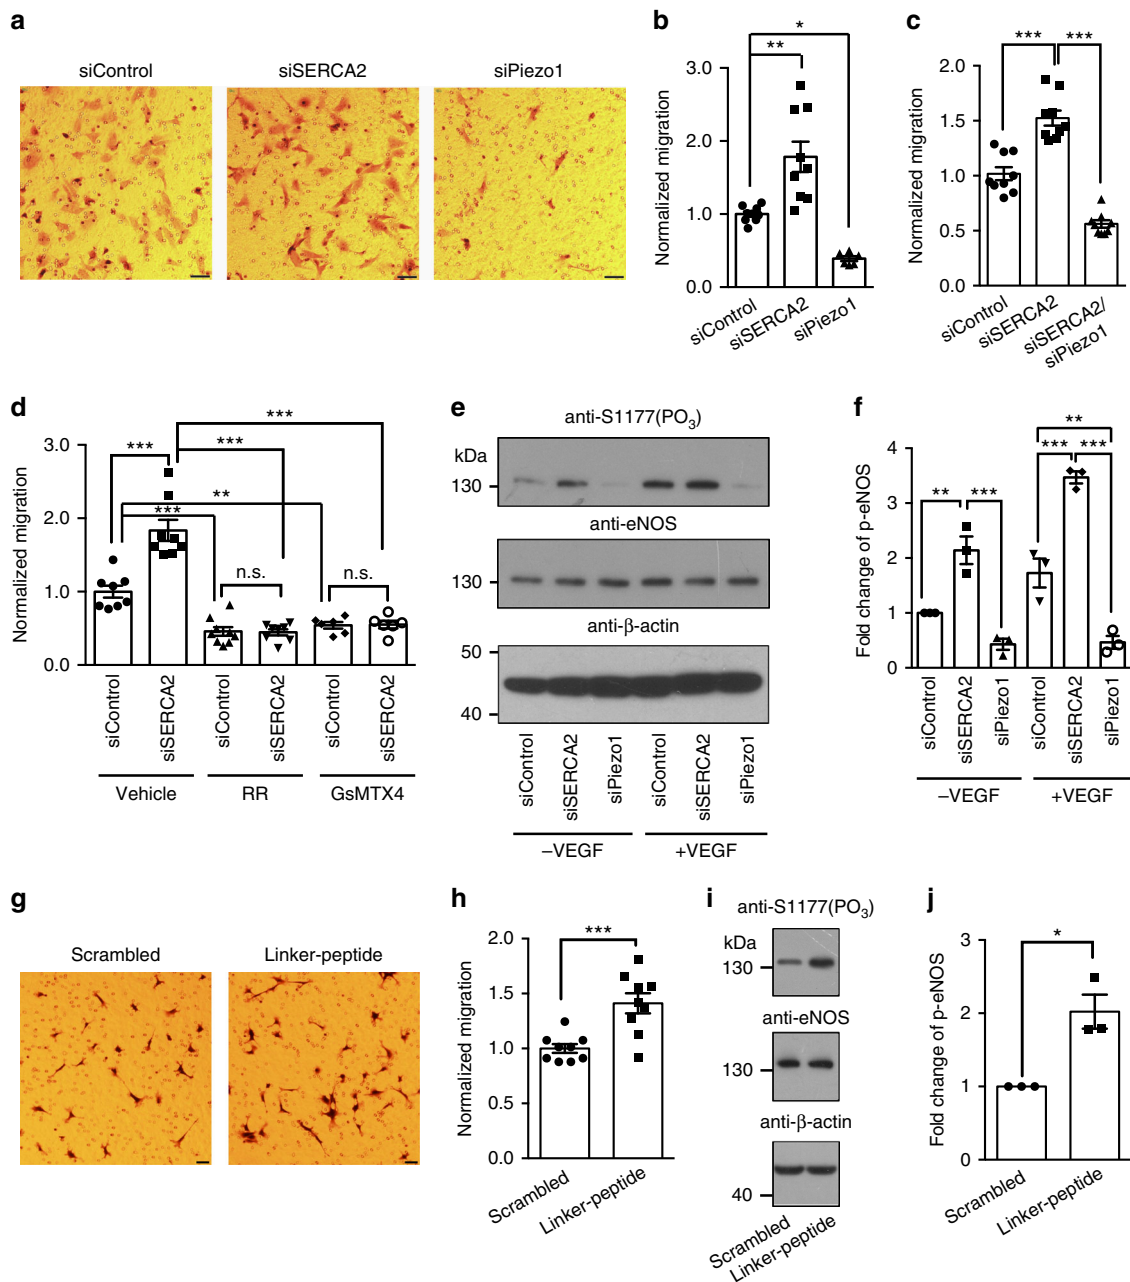 a
siControl
siSERCA2
siPiezo1
b
Normalized migration
3.0
2.0
1.0
0.0
*
**
siControl
siSERCA2
siPiezo1
c
Normalized migration
2.0
1.5
1.0
0.5
0.0
***
***
siControl
siSERCA2
siSERCA2/
siPiezo1
d
Normalized migration
3.0
2.0
1.0
0.0
***
***
***
**
***
n.s.
n.s.
siControl
siSERCA2
siControl
siSERCA2
siControl
siSERCA2
Vehicle
RR
GsMTX4
e
anti-S1177(PO3)
kDa
130
anti-eNOS
130
anti-β-actin
50
40
siControl
siSERCA2
siPiezo1
siControl
siSERCA2
siPiezo1
–VEGF
+VEGF
f
Fold change of p-eNOS
4
3
2
1
0
**
***
**
***
***
siControl
siSERCA2
siPiezo1
siControl
siSERCA2
siPiezo1
–VEGF
+VEGF
g
Scrambled
Linker-peptide
h
Normalized migration
2.0
1.5
1.0
0.5
0.0
***
Scrambled
Linker-peptide
i
anti-S1177(PO3)
kDa
130
anti-eNOS
130
anti-β-actin
40
Scrambled
Linker-peptide
j
Fold change of p-eNOS
3
2
1
0
*
Scrambled
Linker-peptide